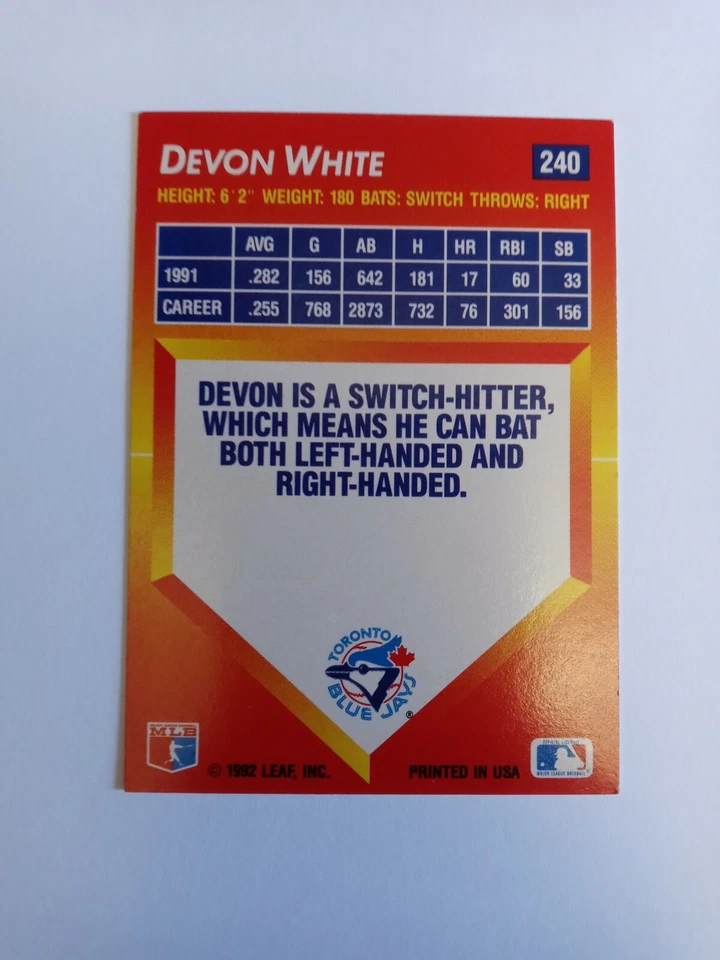 DEVON WHITE 240
HEIGHT: 6'2" WEIGHT: 180 BATS: SWITCH THROWS: RIGHT
AVG G AB H HR RBI SB
1991 .282 156 642 181 17 60 33
CAREER .255 768 2873 732 76 301 156
DEVON IS A SWITCH-HITTER,
WHICH MEANS HE CAN BAT
BOTH LEFT-HANDED AND
RIGHT-HANDED.
TORONTO
BLUE JAYS ®
MLB
© 1992 LEAF, INC. PRINTED IN USA
MAJOR LEAGUE BASEBALL